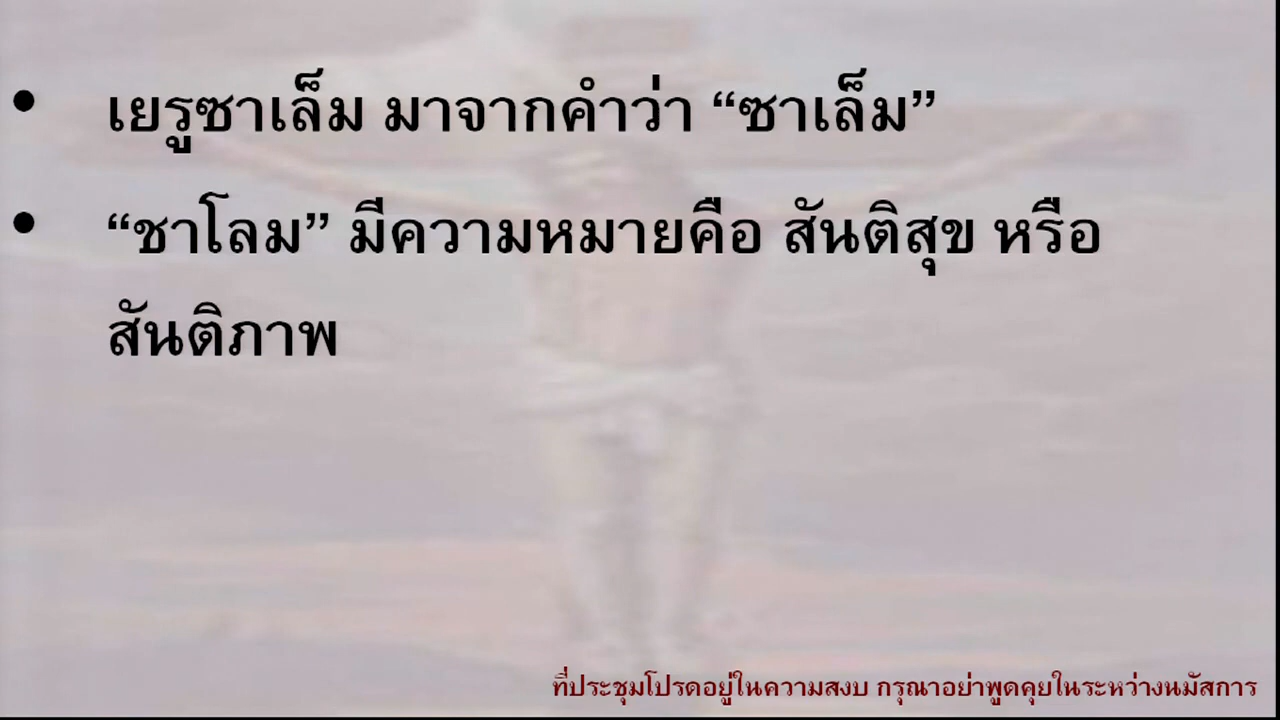 • เยรูซาเล็ม มาจากคำว่า “ซาเล็ม”
• “ชาโลม” มีความหมายคือ สันติสุข หรือ
สันติภาพ
ที่ประชุมโปรดอยู่ในความสงบ กรุณาอย่าพูดคุยในระหว่างนมัสการ